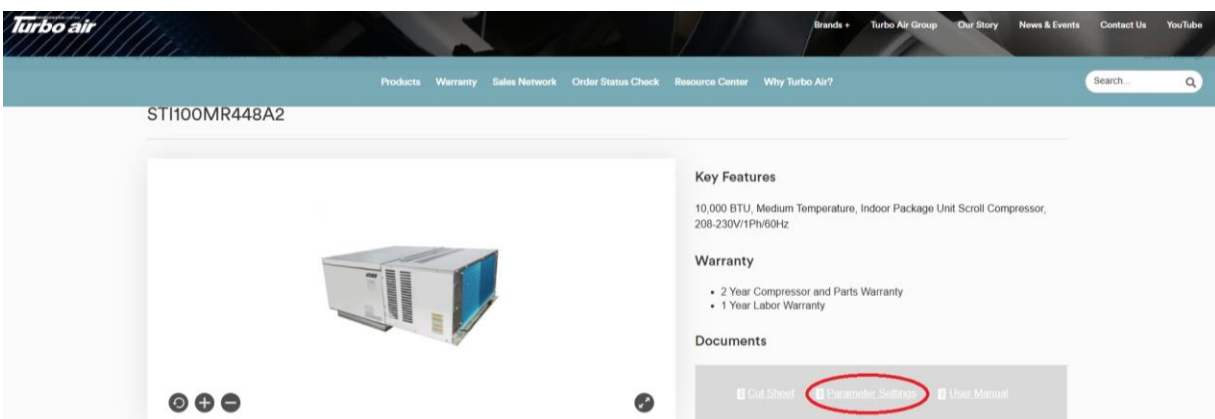 Turbo air
Brands +
Turbo Air Group
Our Story
News & Events
Contact Us
YouTube
Products
Warranty
Sales Network
Order Status Check
Resource Center
Why Turbo Air?
Search...
STI100MR448A2
Key Features
10,000 BTU, Medium Temperature, Indoor Package Unit Scroll Compressor,
208-230V/1Ph/60Hz
Warranty
2 Year Compressor and Parts Warranty
1 Year Labor Warranty
Documents
Cut Sheet
Parameter Settings
User Manual